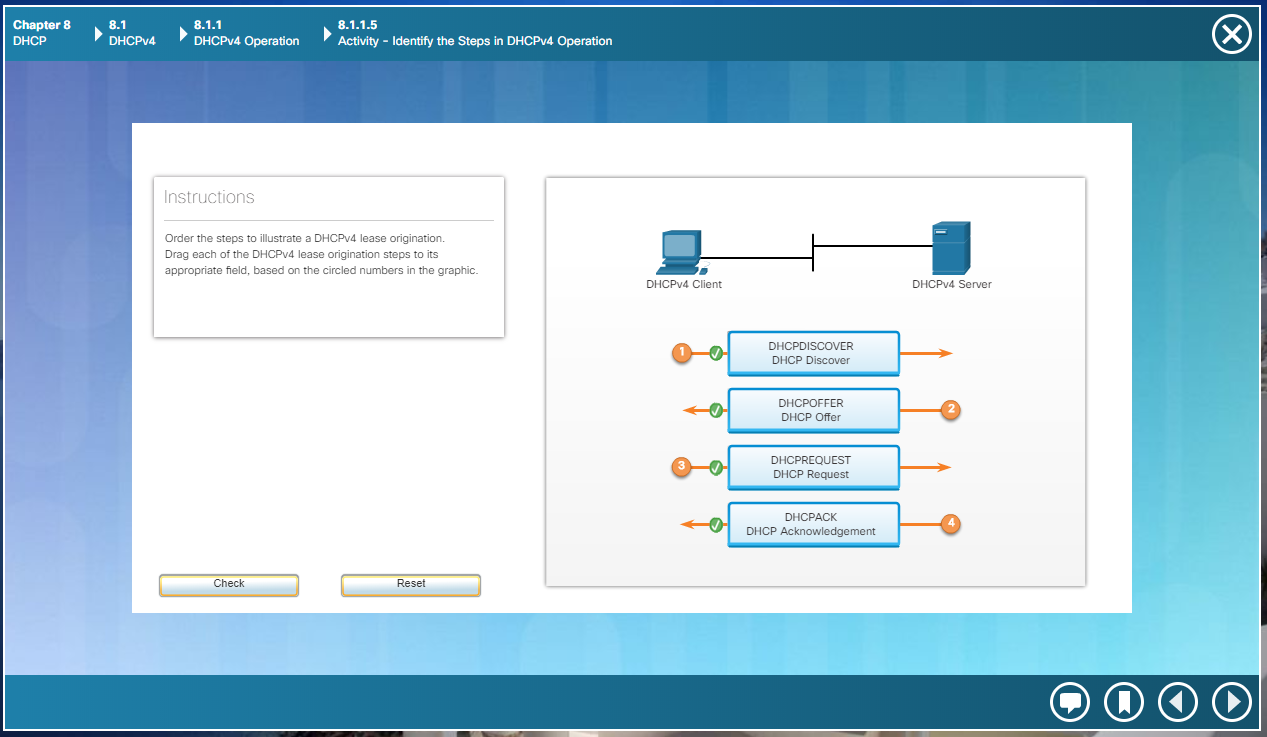 Chapter 8
DHCP
8.1
DHCPv4
8.1.1
DHCPv4 Operation
8.1.1.5
Activity - Identify the Steps in DHCPv4 Operation
Instructions
Order the steps to illustrate a DHCPv4 lease origination.
Drag each of the DHCPv4 lease origination steps to its
appropriate field, based on the circled numbers in the graphic.
DHCPv4 Client
DHCPv4 Server
1
DHCPDISCOVER
DHCP Discover
DHCPOFFER
DHCP Offer
2
3
DHCPREQUEST
DHCP Request
DHCPACK
DHCP Acknowledgement
4
Check
Reset